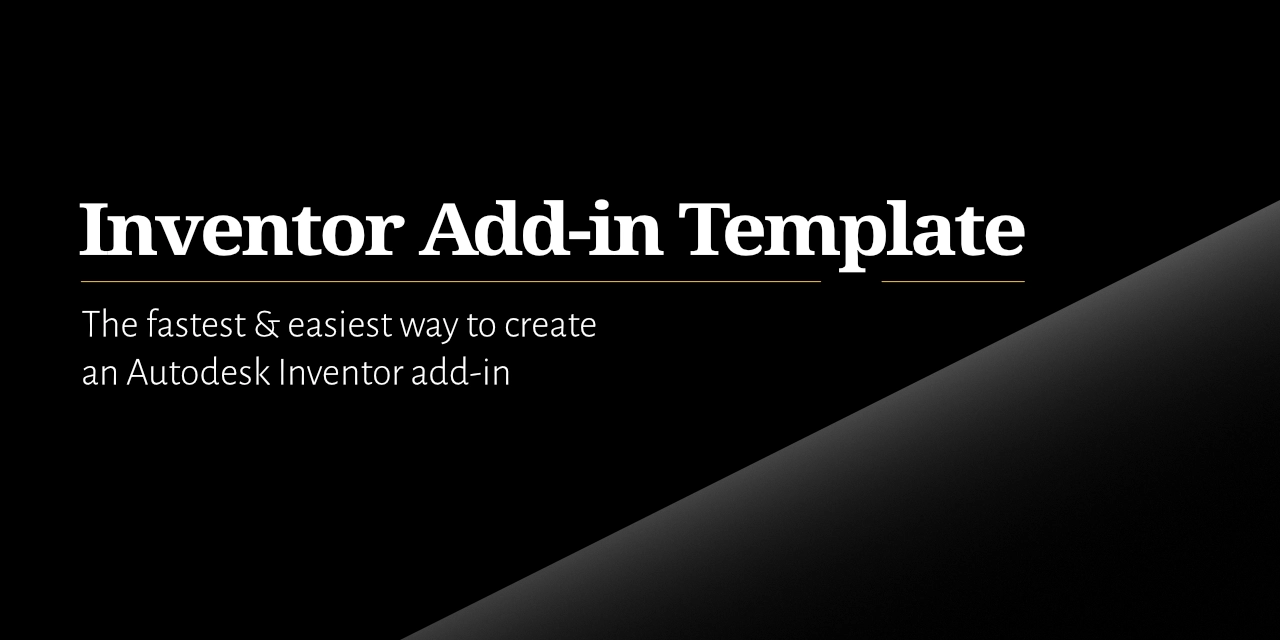 Inventor Add-in Template
The fastest & easiest way to create
an Autodesk Inventor add-in